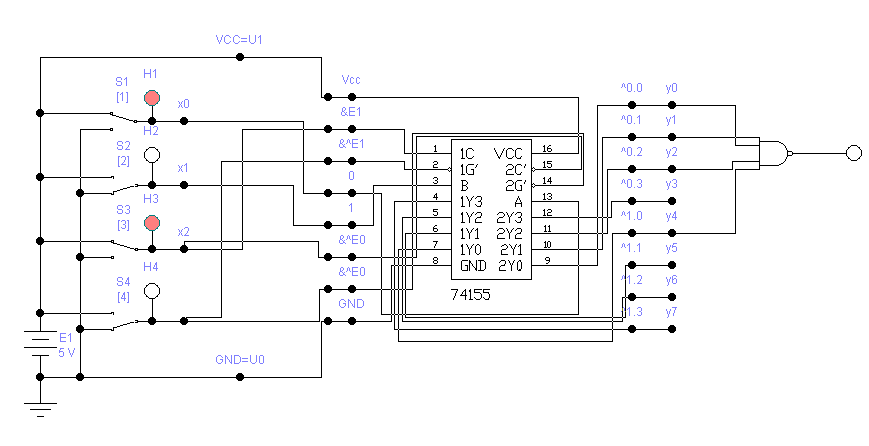 VCC=U1
S1
[1]
H1
x0
H2
S2
[2]
x1
H3
S3
[3]
x2
H4
S4
[4]
E1
5 V
GND=U0
Vcc
&E1
&^E1
0
1
&^E0
&^E0
GND
1 1C VCC 16
2 1G' 2C' 15
3 B 2G' 14
4 1Y3 A 13
5 1Y2 2Y3 12
6 1Y1 2Y2 11
7 1Y0 2Y1 10
8 GND 2Y0 9
74155
^0.0 y0
^0.1 y1
^0.2 y2
^0.3 y3
^1.0 y4
^1.1 y5
^1.2 y6
^1.3 y7